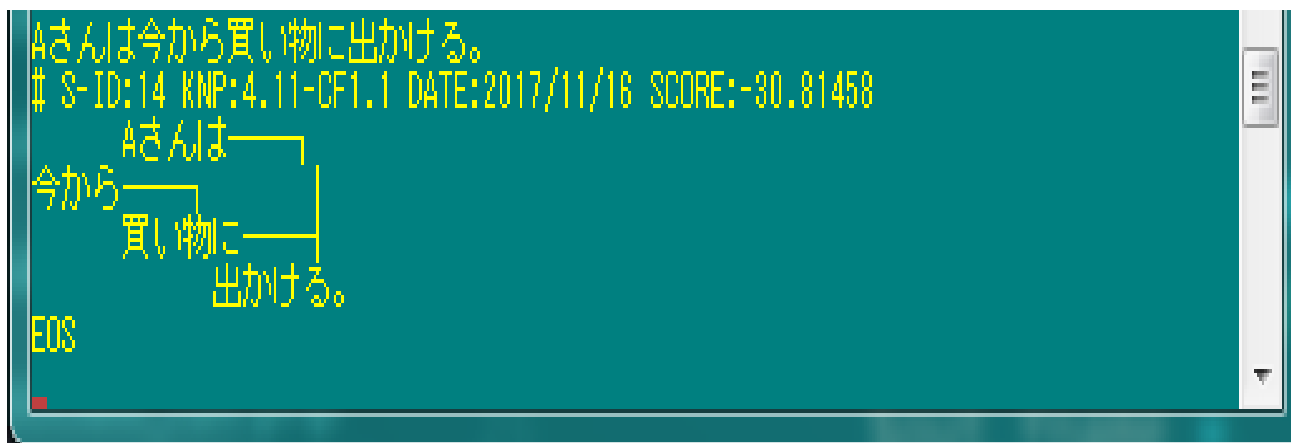 Aさんは今から買い物に出かける。
# S-ID:14 KNP:4.11-CF1.1 DATE:2017/11/16 SCORE:-30.81458
Aさんは──┐
今から──┐ │
買い物に──┤
出かける。
EOS